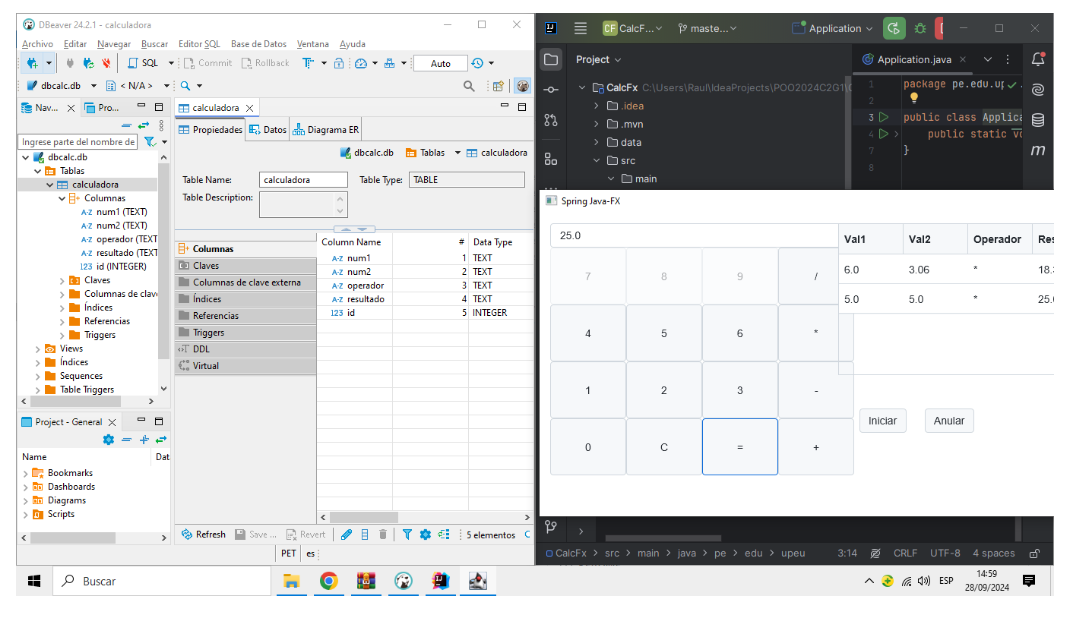 DBeaver 24.2.1 - calculadora
Archivo Editar Navegar Buscar Editor SQL Base de Datos Ventana Ayuda
SQL Commit Rollback Auto
dbcalc.db < N/A >
Nav... Pro...
Ingrese parte del nombre de
dbcalc.db
Tablas
calculadora
Columnas
A-Z num1 (TEXT)
A-Z num2 (TEXT)
A-Z operador (TEXT
A-Z resultado (TEXT
123 id (INTEGER)
Claves
Columnas de clav
Índices
Referencias
Triggers
Views
Índices
Sequences
Table Triggers
Project - General
Name Dat
Bookmarks
Dashboards
Diagrams
Scripts
calculadora
Propiedades Datos Diagrama ER
dbcalc.db Tablas calculadora
Table Name: calculadora Table Type: TABLE
Table Description:
Columnas
Claves
Columnas de clave externa
Índices
Referencias
Triggers
DDL
Virtual
Column Name # Data Type
A-Z num1 1 TEXT
A-Z num2 2 TEXT
A-Z operador 3 TEXT
A-Z resultado 4 TEXT
123 id 5 INTEGER
Refresh Save ... Revert 5 elementos
PET es
CF CalcF... maste... Application
Project
Application.java
CalcFx C:\Users\Raul\IdeaProjects\POO2024C2G1\
.idea
.mvn
data
src
main
1 package pe.edu.up
2
3 public class Applica
4 public static vo
7 }
8
Spring Java-FX
25.0
7 8 9 /
4 5 6 *
1 2 3 -
0 C = +
Val1 Val2 Operador Res
6.0 3.06 * 18.
5.0 5.0 * 25.
Iniciar Anular
CalcFx > src > main > java > pe > edu > upeu 3:14 CRLF UTF-8 4 spaces
Buscar
ESP
14:59
28/09/2024